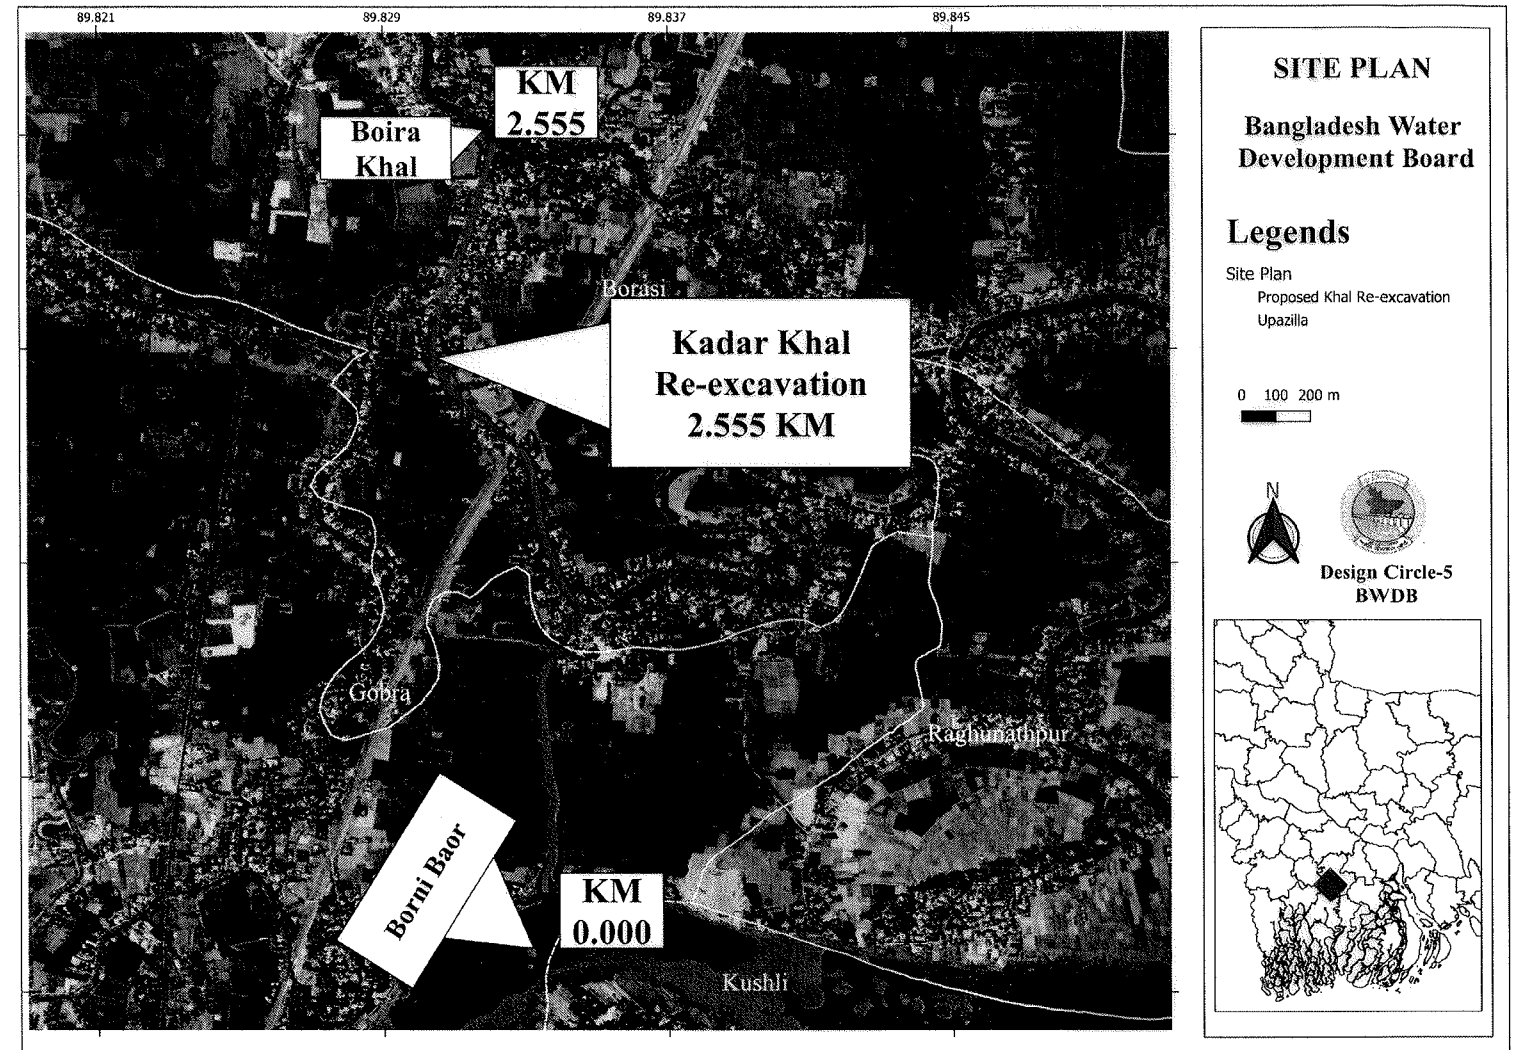 89.821
89.829
89.837
89.845
KM
2.555
Boira
Khal
Borasi
Kadar Khal
Re-excavation
2.555 KM
Gobra
Raghunathpur
Borni Baor
KM
0.000
Kushli
SITE PLAN
Bangladesh Water
Development Board
Legends
Site Plan
Proposed Khal Re-excavation
Upazilla
0 100 200 m
N
Design Circle-5
BWDB